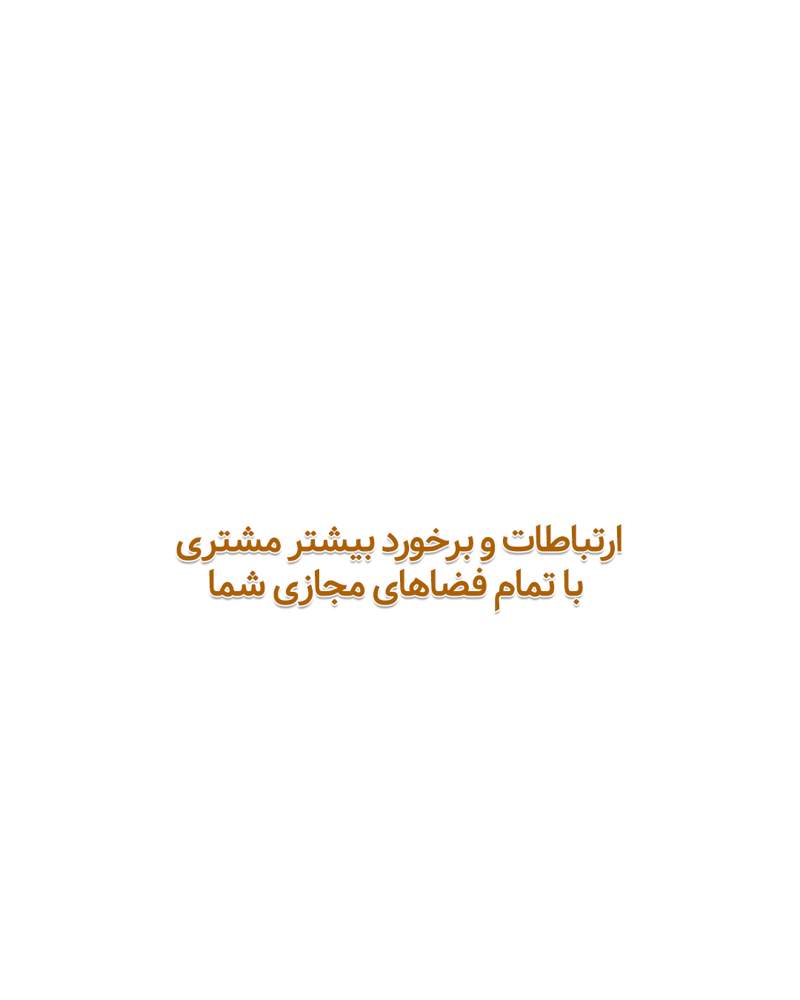 ارتباطات و برخورد بیشتر مشتری
با تمام فضاهای مجازی شما